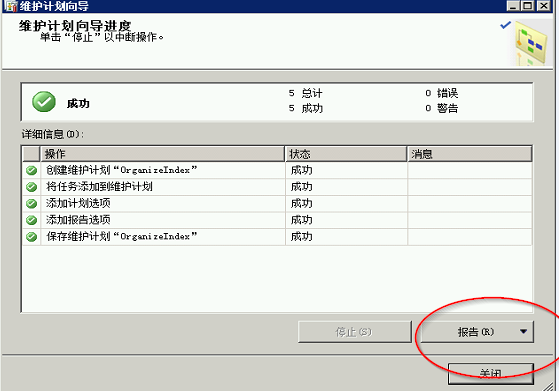 维护计划向导
维护计划向导进度
单击“停止”以中断操作。
成功
5 总计 0 错误
5 成功 0 警告
详细信息(D):
操作 状态 消息
创建维护计划“OrganizeIndex” 成功
将任务添加到维护计划 成功
添加计划选项 成功
添加报告选项 成功
保存维护计划“OrganizeIndex” 成功
停止(S) 报告(R)
关闭